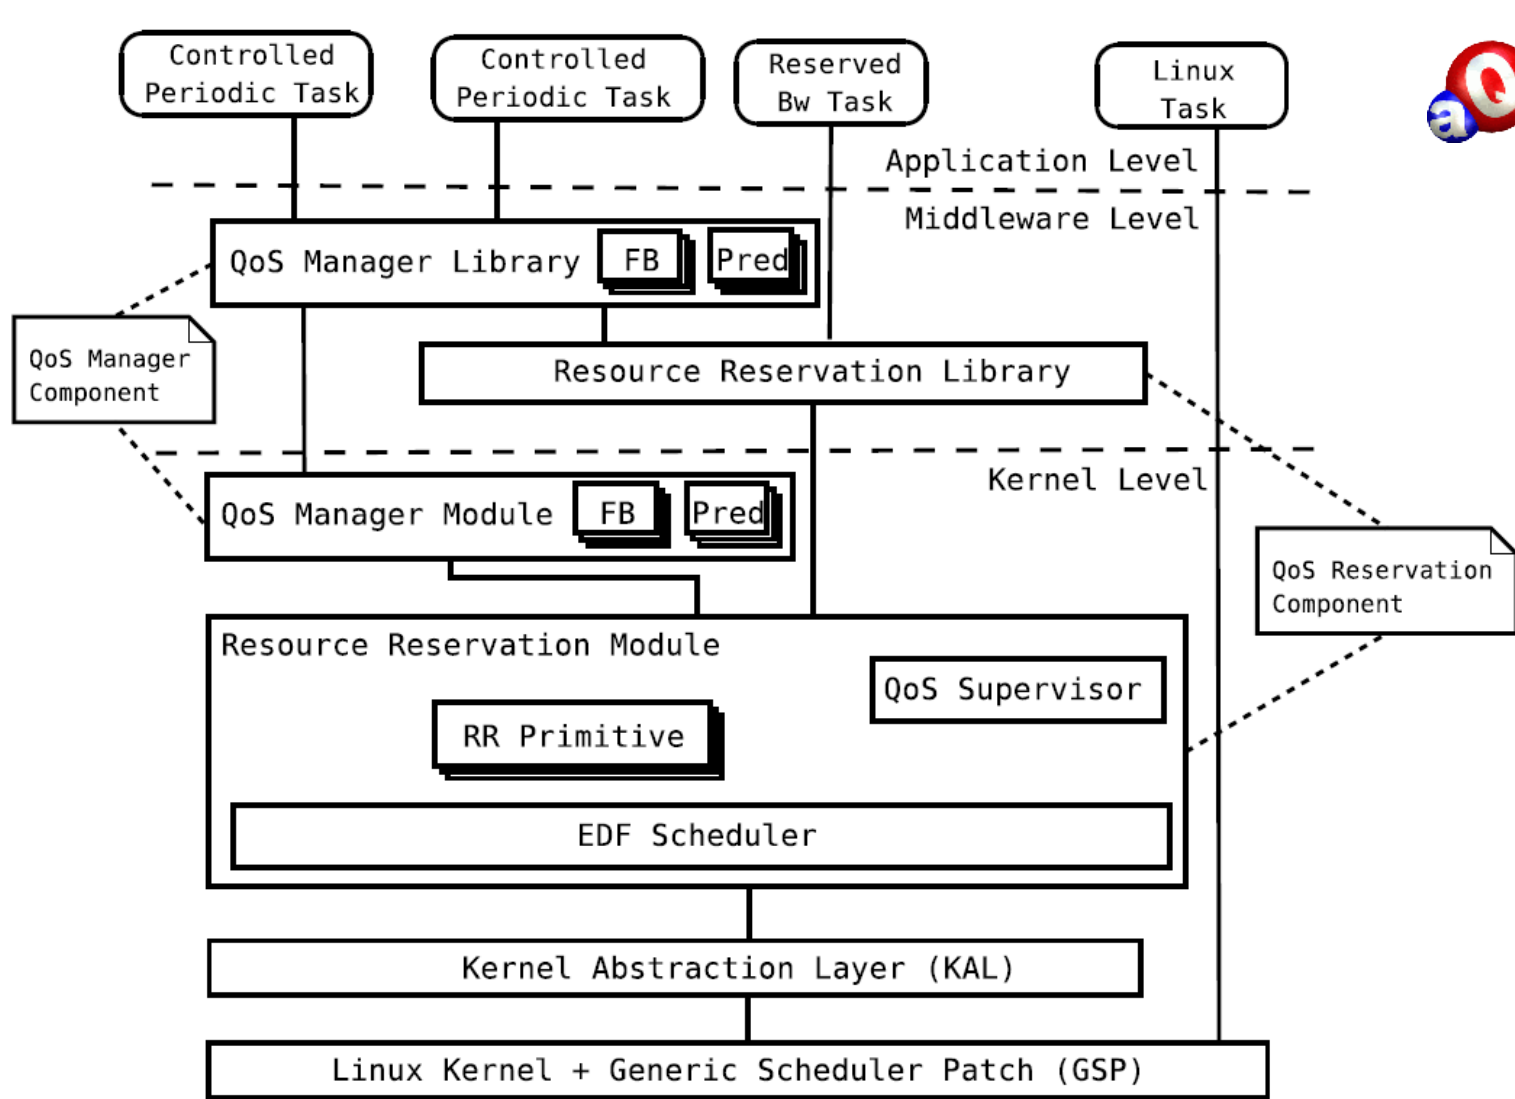 Controlled
Periodic Task
Controlled
Periodic Task
Reserved
Bw Task
Linux
Task
aQ
Application Level
Middleware Level
QoS Manager Library
FB
Pred
QoS Manager
Component
Resource Reservation Library
Kernel Level
QoS Manager Module
FB
Pred
QoS Reservation
Component
Resource Reservation Module
QoS Supervisor
RR Primitive
EDF Scheduler
Kernel Abstraction Layer (KAL)
Linux Kernel + Generic Scheduler Patch (GSP)